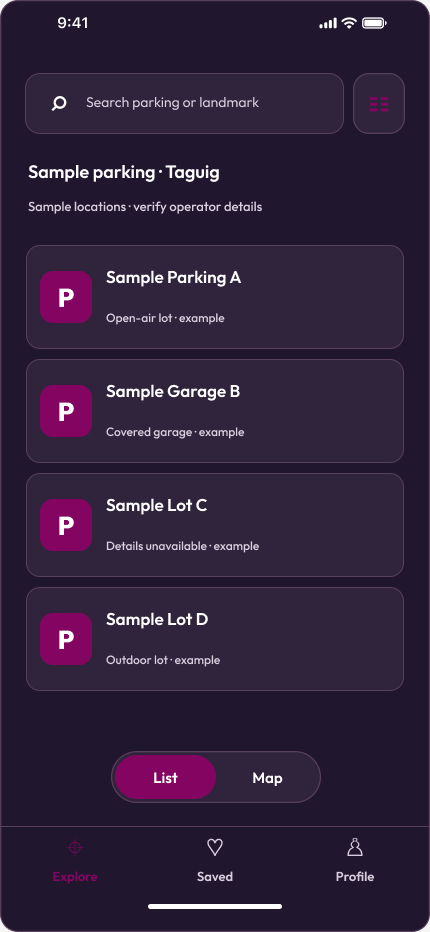 9:41
Search parking or landmark
Sample parking · Taguig
Sample locations · verify operator details
P
Sample Parking A
Open-air lot · example
P
Sample Garage B
Covered garage · example
P
Sample Lot C
Details unavailable · example
P
Sample Lot D
Outdoor lot · example
List Map
Explore Saved Profile